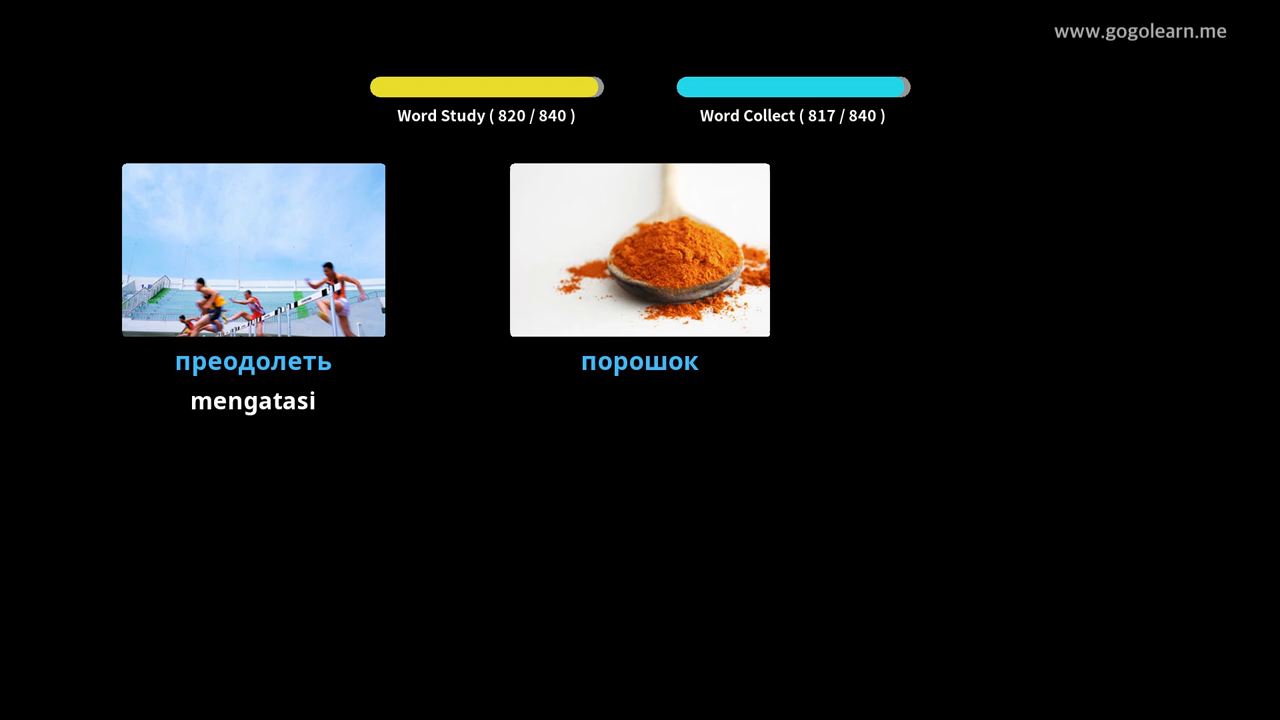 www.gogolearn.me
Word Study ( 820 / 840 )
Word Collect ( 817 / 840 )
преодолеть
mengatasi
порошок